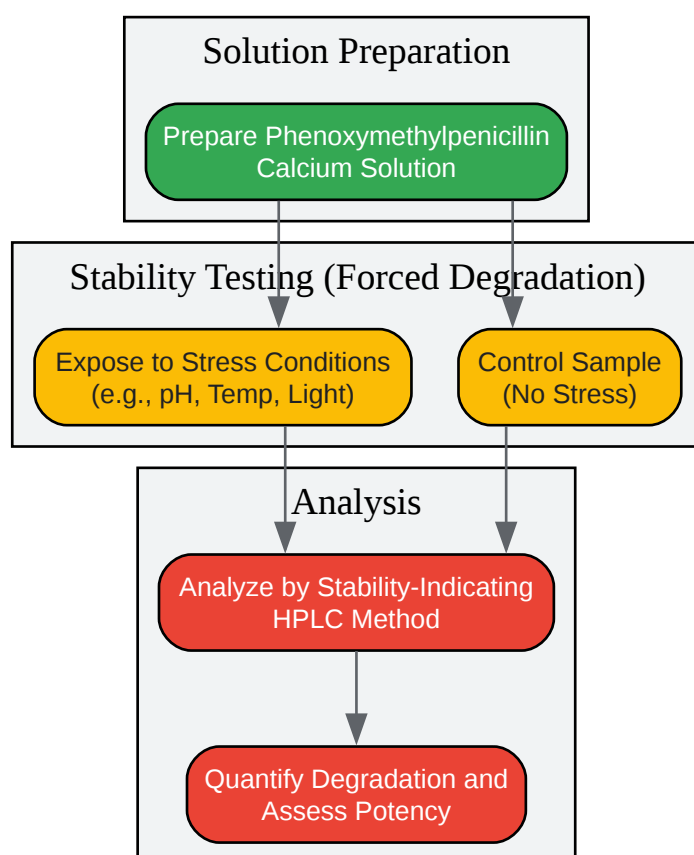 Solution Preparation
Prepare Phenoxymethylpenicillin
Calcium Solution
Stability Testing (Forced Degradation)
Expose to Stress Conditions
(e.g., pH, Temp, Light)
Control Sample
(No Stress)
Analysis
Analyze by Stability-Indicating
HPLC Method
Quantify Degradation and
Assess Potency